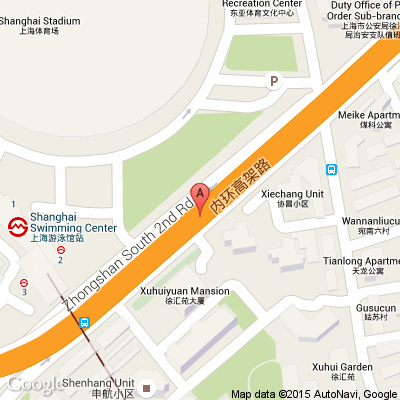 Shanghai Stadium
上海体育场
Recreation Center
东亚体育文化中心
Duty Office of P
Order Sub-branc
上海市公安局徐汇
局治安支队值班
P
Meike Apartm
煤科公寓
A
内环高架路
Zhongshan South 2nd Rd
Xiechang Unit
协昌小区
1
Shanghai
Swimming Center
上海游泳馆站
2
3
Wannanliucu
宛南六村
Tianlong Apartme
天龙公寓
Xuhuiyuan Mansion
徐汇苑大厦
Gusucun
姑苏村
Xuhui Garden
徐汇苑
Shenhang Unit
申航小区
Google
©2015 AutoNavi, Google